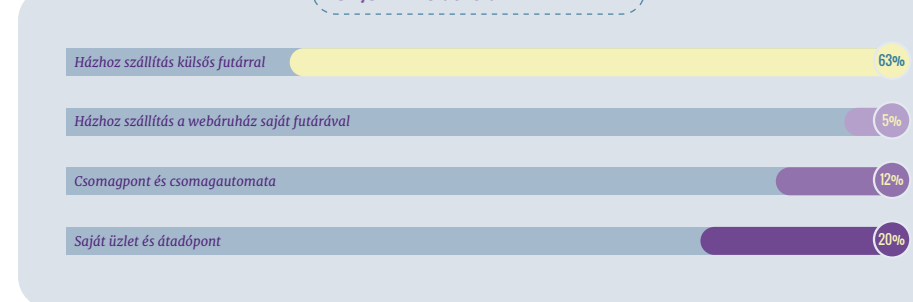 Házhoz szállítás külsős futárral 63%
Házhoz szállítás a webáruház saját futárával 5%
Csomagpont és csomagautomata 12%
Saját üzlet és átadópont 20%